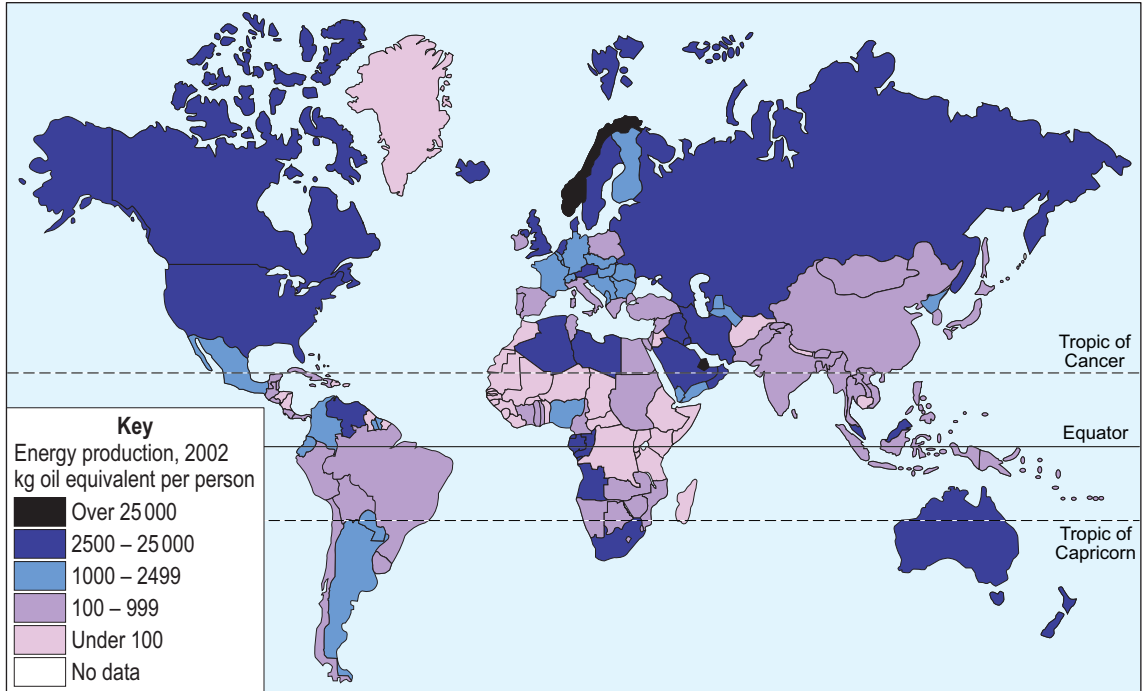 Tropic of
Cancer
Equator
Tropic of
Capricorn
Key
Energy production, 2002
kg oil equivalent per person
Over 25 000
2500 – 25 000
1000 – 2499
100 – 999
Under 100
No data